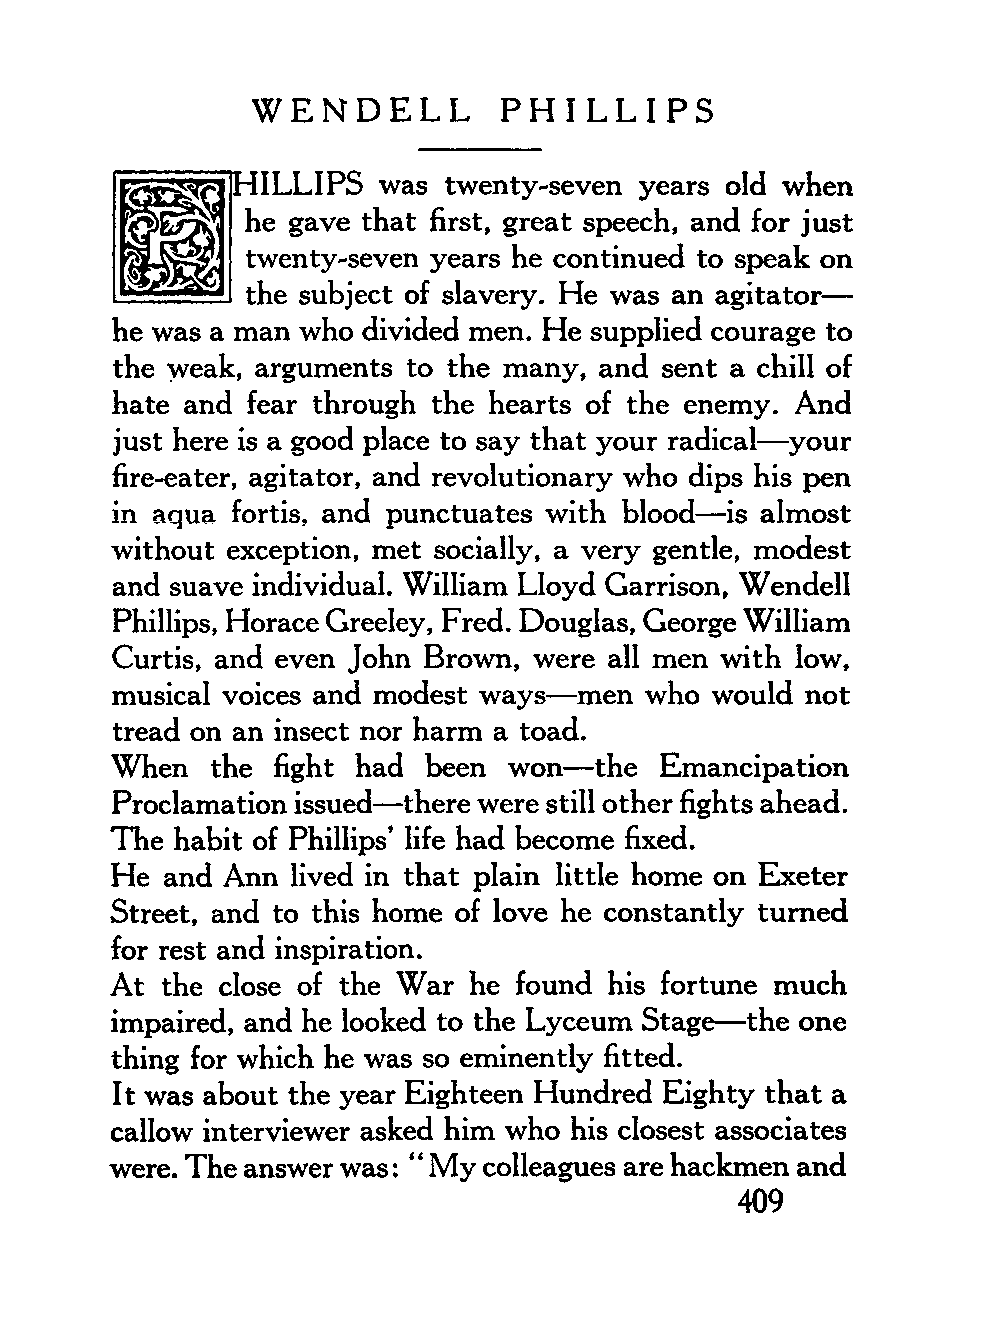 WENDELL PHILLIPS
PHILLIPS was twenty-seven years old when
he gave that first, great speech, and for just
twenty-seven years he continued to speak on
the subject of slavery. He was an agitator—
he was a man who divided men. He supplied courage to
the weak, arguments to the many, and sent a chill of
hate and fear through the hearts of the enemy. And
just here is a good place to say that your radical—your
fire-eater, agitator, and revolutionary who dips his pen
in aqua fortis, and punctuates with blood—is almost
without exception, met socially, a very gentle, modest
and suave individual. William Lloyd Garrison, Wendell
Phillips, Horace Greeley, Fred. Douglas, George William
Curtis, and even John Brown, were all men with low,
musical voices and modest ways—men who would not
tread on an insect nor harm a toad.
When the fight had been won—the Emancipation
Proclamation issued—there were still other fights ahead.
The habit of Phillips' life had become fixed.
He and Ann lived in that plain little home on Exeter
Street, and to this home of love he constantly turned
for rest and inspiration.
At the close of the War he found his fortune much
impaired, and he looked to the Lyceum Stage—the one
thing for which he was so eminently fitted.
It was about the year Eighteen Hundred Eighty that a
callow interviewer asked him who his closest associates
were. The answer was: "My colleagues are hackmen and
409